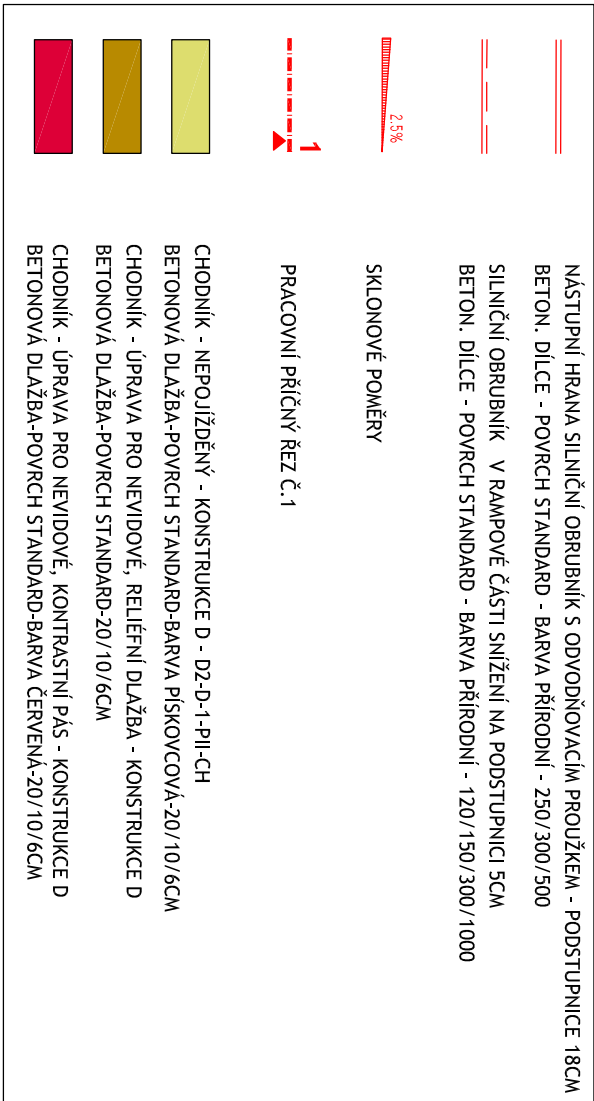 NÁSTUPNÍ HRANA SILNIČNÍ OBRUBNÍK S ODVODŇOVACÍM PROUŽKEM - PODSTUPNICE 18CM
BETON. DÍLCE - POVRCH STANDARD - BARVA PŘÍRODNÍ - 250/300/500
SILNIČNÍ OBRUBNÍK V RAMPOVÉ ČÁSTI SNÍŽENÍ NA PODSTUPNICI 5CM
BETON. DÍLCE - POVRCH STANDARD - BARVA PŘÍRODNÍ - 120/150/300/1000
2.5%
SKLONOVÉ POMĚRY
1
PRACOVNÍ PŘÍČNÝ ŘEZ Č.1
CHODNÍK - NEPOJÍŽDĚNÝ - KONSTRUKCE D - D2-D-1-PII-CH
BETONOVÁ DLAŽBA-POVRCH STANDARD-BARVA PÍSKOVCOVÁ-20/10/6CM
CHODNÍK - ÚPRAVA PRO NEVIDOVÉ, RELIÉFNÍ DLAŽBA - KONSTRUKCE D
BETONOVÁ DLAŽBA-POVRCH STANDARD-20/10/6CM
CHODNÍK - ÚPRAVA PRO NEVIDOVÉ, KONTRASTNÍ PÁS - KONSTRUKCE D
BETONOVÁ DLAŽBA-POVRCH STANDARD-BARVA ČERVENÁ-20/10/6CM